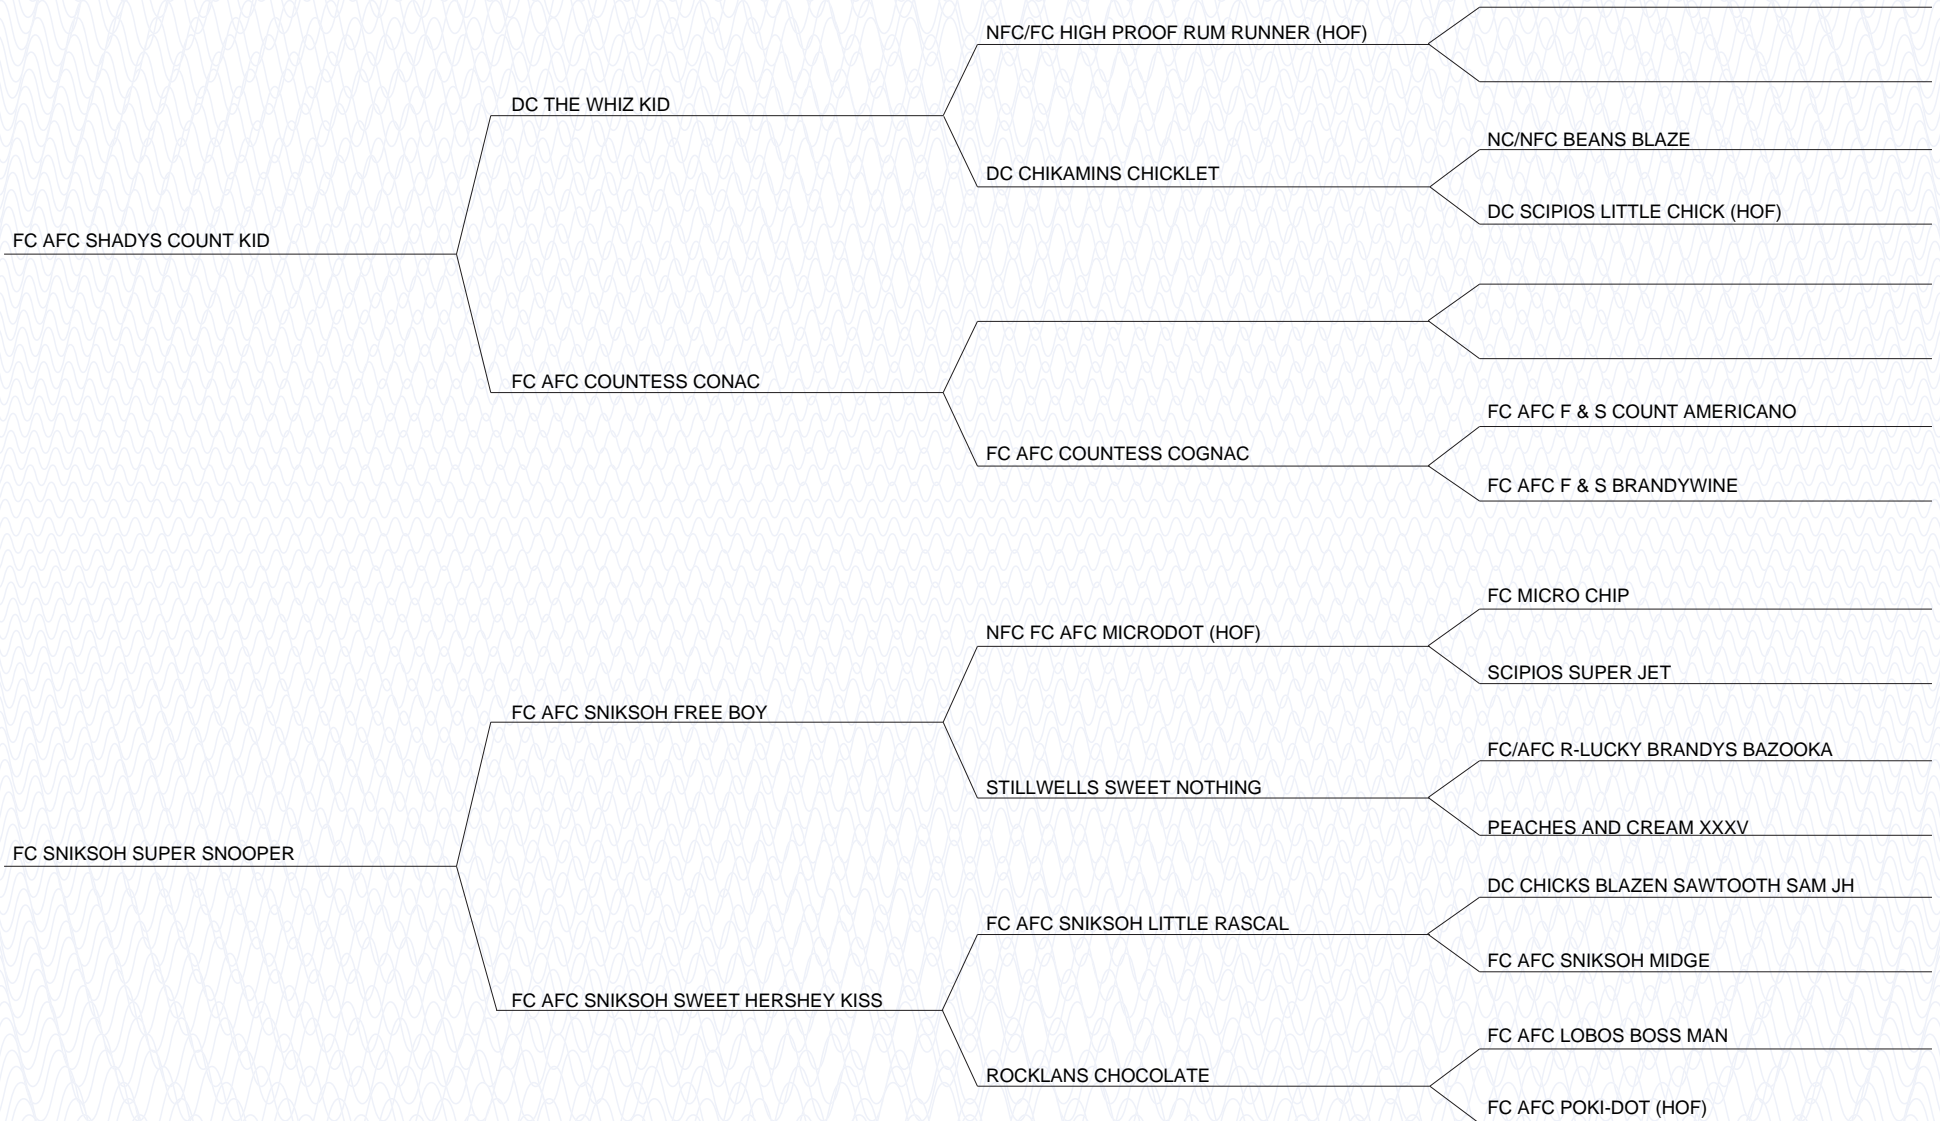 NFC/FC HIGH PROOF RUM RUNNER (HOF)
DC THE WHIZ KID
NC/NFC BEANS BLAZE
DC CHIKAMINS CHICKLET
DC SCIPIOS LITTLE CHICK (HOF)
FC AFC SHADYS COUNT KID
FC AFC COUNTESS CONAC
FC AFC F & S COUNT AMERICANO
FC AFC COUNTESS COGNAC
FC AFC F & S BRANDYWINE
FC MICRO CHIP
NFC FC AFC MICRODOT (HOF)
SCIPIOS SUPER JET
FC AFC SNIKSOH FREE BOY
FC/AFC R-LUCKY BRANDYS BAZOOKA
STILLWELLS SWEET NOTHING
PEACHES AND CREAM XXXV
FC SNIKSOH SUPER SNOOPER
DC CHICKS BLAZEN SAWTOOTH SAM JH
FC AFC SNIKSOH LITTLE RASCAL
FC AFC SNIKSOH MIDGE
FC AFC SNIKSOH SWEET HERSHEY KISS
FC AFC LOBOS BOSS MAN
ROCKLANS CHOCOLATE
FC AFC POKI-DOT (HOF)